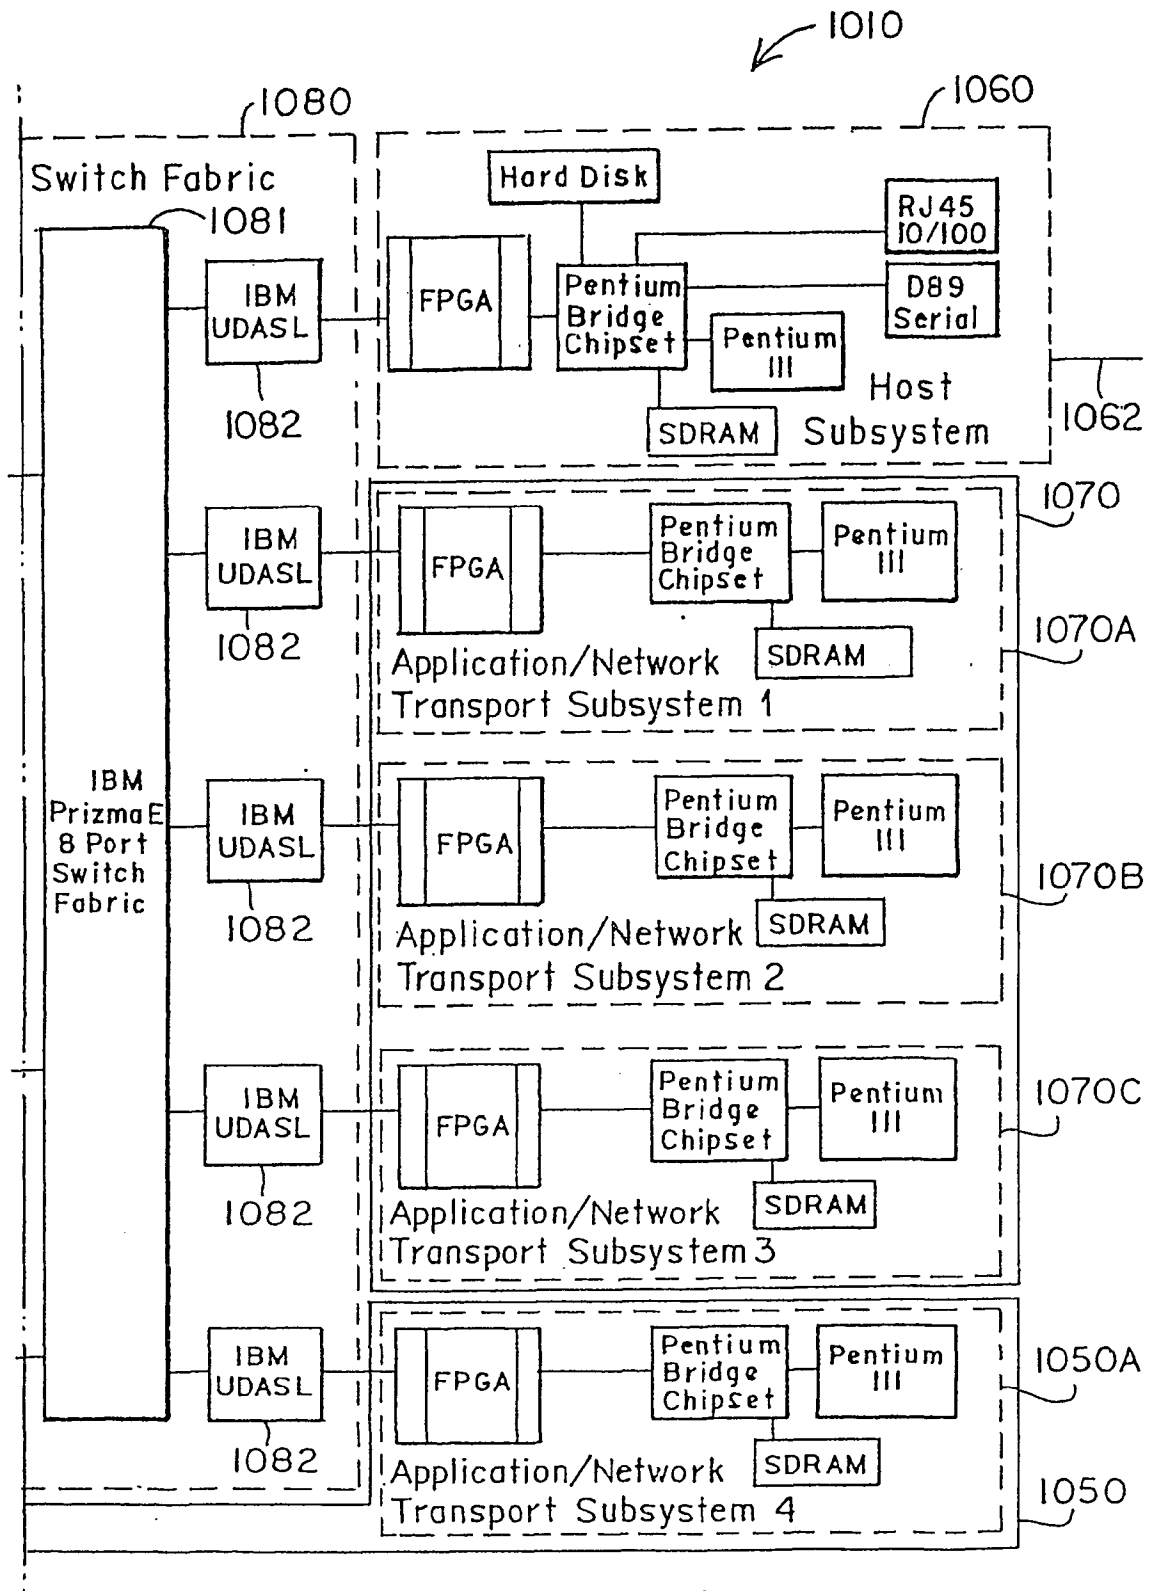 1010
1080
1060
Switch Fabric
1081
Hard Disk
RJ45
10/100
IBM
UDASL
FPGA
Pentium
Bridge
Chipset
D89
Serial
Pentium
III
1082
SDRAM
Host
Subsystem
1062
1070
IBM
UDASL
FPGA
Pentium
Bridge
Chipset
Pentium
III
1082
SDRAM
1070A
Application/Network
Transport Subsystem 1
IBM
PrizmaE
8 Port
Switch
Fabric
IBM
UDASL
FPGA
Pentium
Bridge
Chipset
Pentium
III
1070B
1082
SDRAM
Application/Network
Transport Subsystem 2
IBM
UDASL
FPGA
Pentium
Bridge
Chipset
Pentium
III
1070C
1082
SDRAM
Application/Network
Transport Subsystem 3
IBM
UDASL
FPGA
Pentium
Bridge
Chipset
Pentium
III
1050A
1082
SDRAM
Application/Network
Transport Subsystem 4
1050